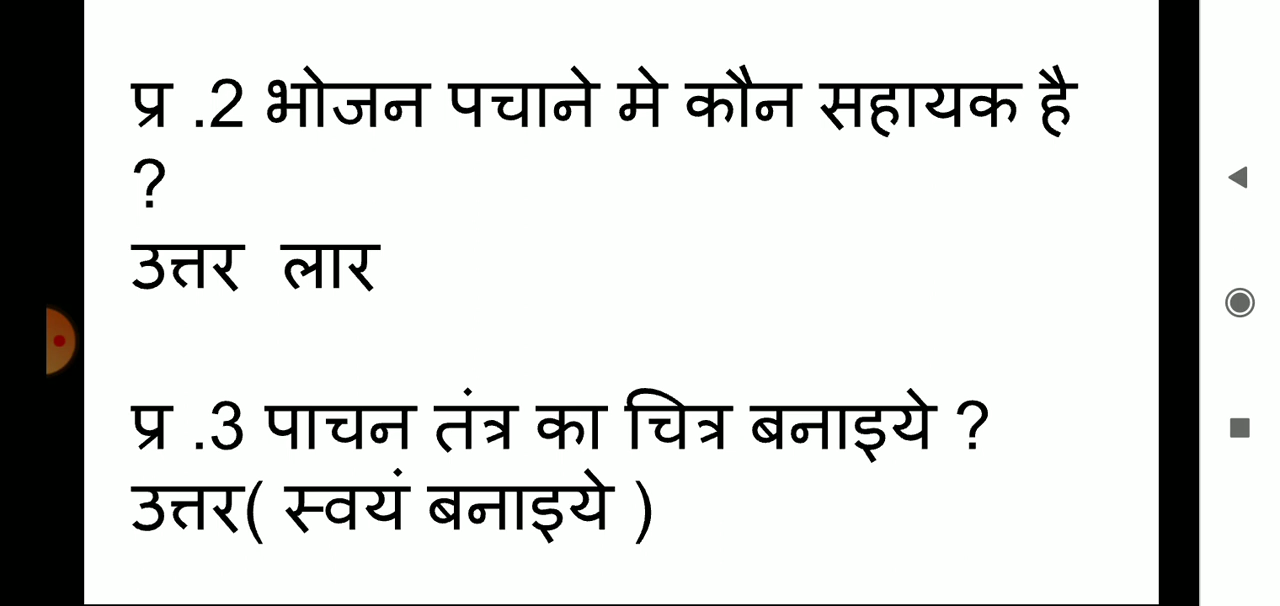 प्र .2 भोजन पचाने मे कौन सहायक है
?
उत्तर  लार
प्र .3 पाचन तंत्र का चित्र बनाइये ?
उत्तर( स्वयं बनाइये )